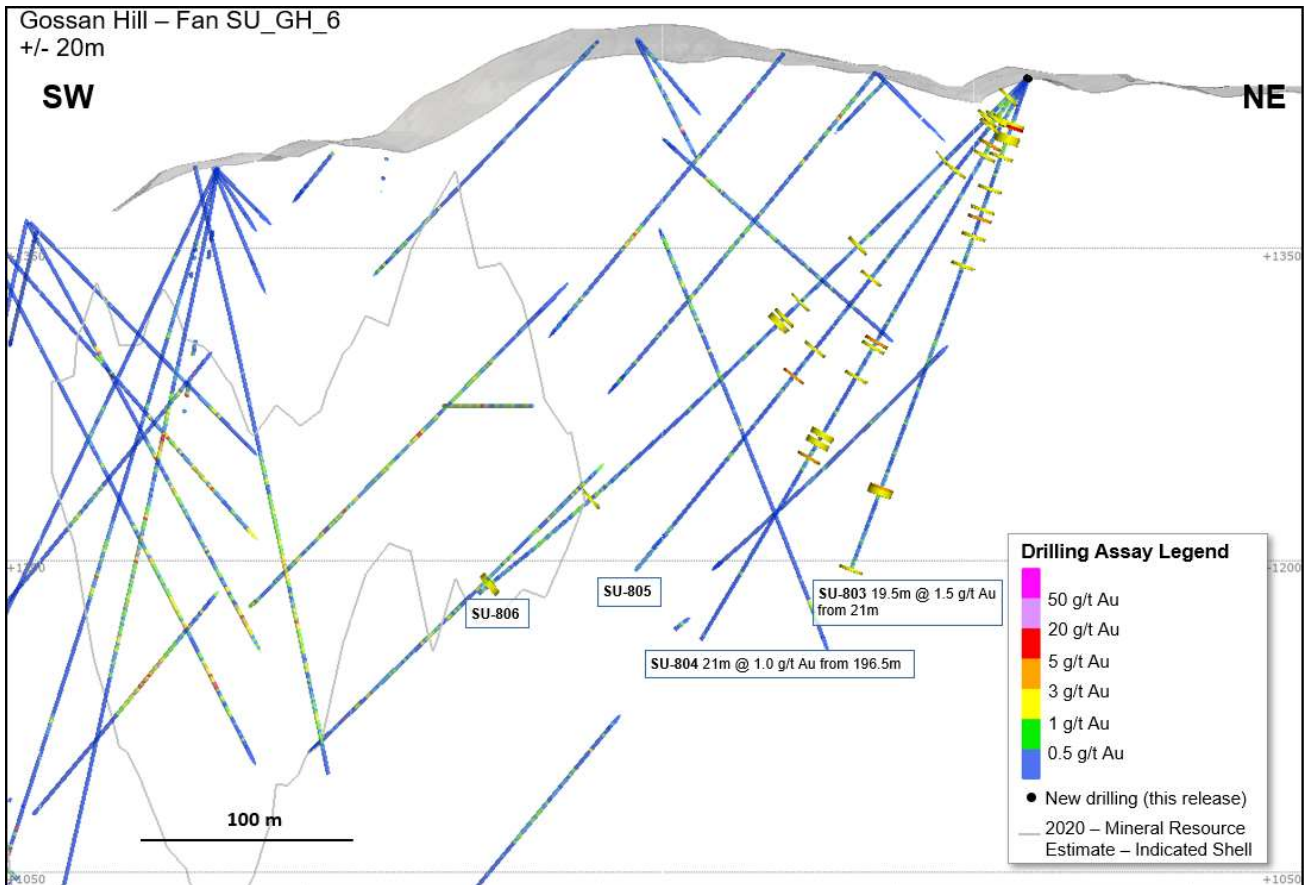 Gossan Hill – Fan SU_GH_6
+/- 20m
SW
NE
+1350
+1350
+1200
1200
SU-803 19.5m @ 1.5 g/t Au
from 21m
SU-805
SU-806
SU-804 21m @ 1.0 g/t Au from 196.5m
Drilling Assay Legend
50 g/t Au
20 g/t Au
5 g/t Au
3 g/t Au
1 g/t Au
0.5 g/t Au
New drilling (this release)
2020 – Mineral Resource
Estimate – Indicated Shell
100 m
+1050
+1050